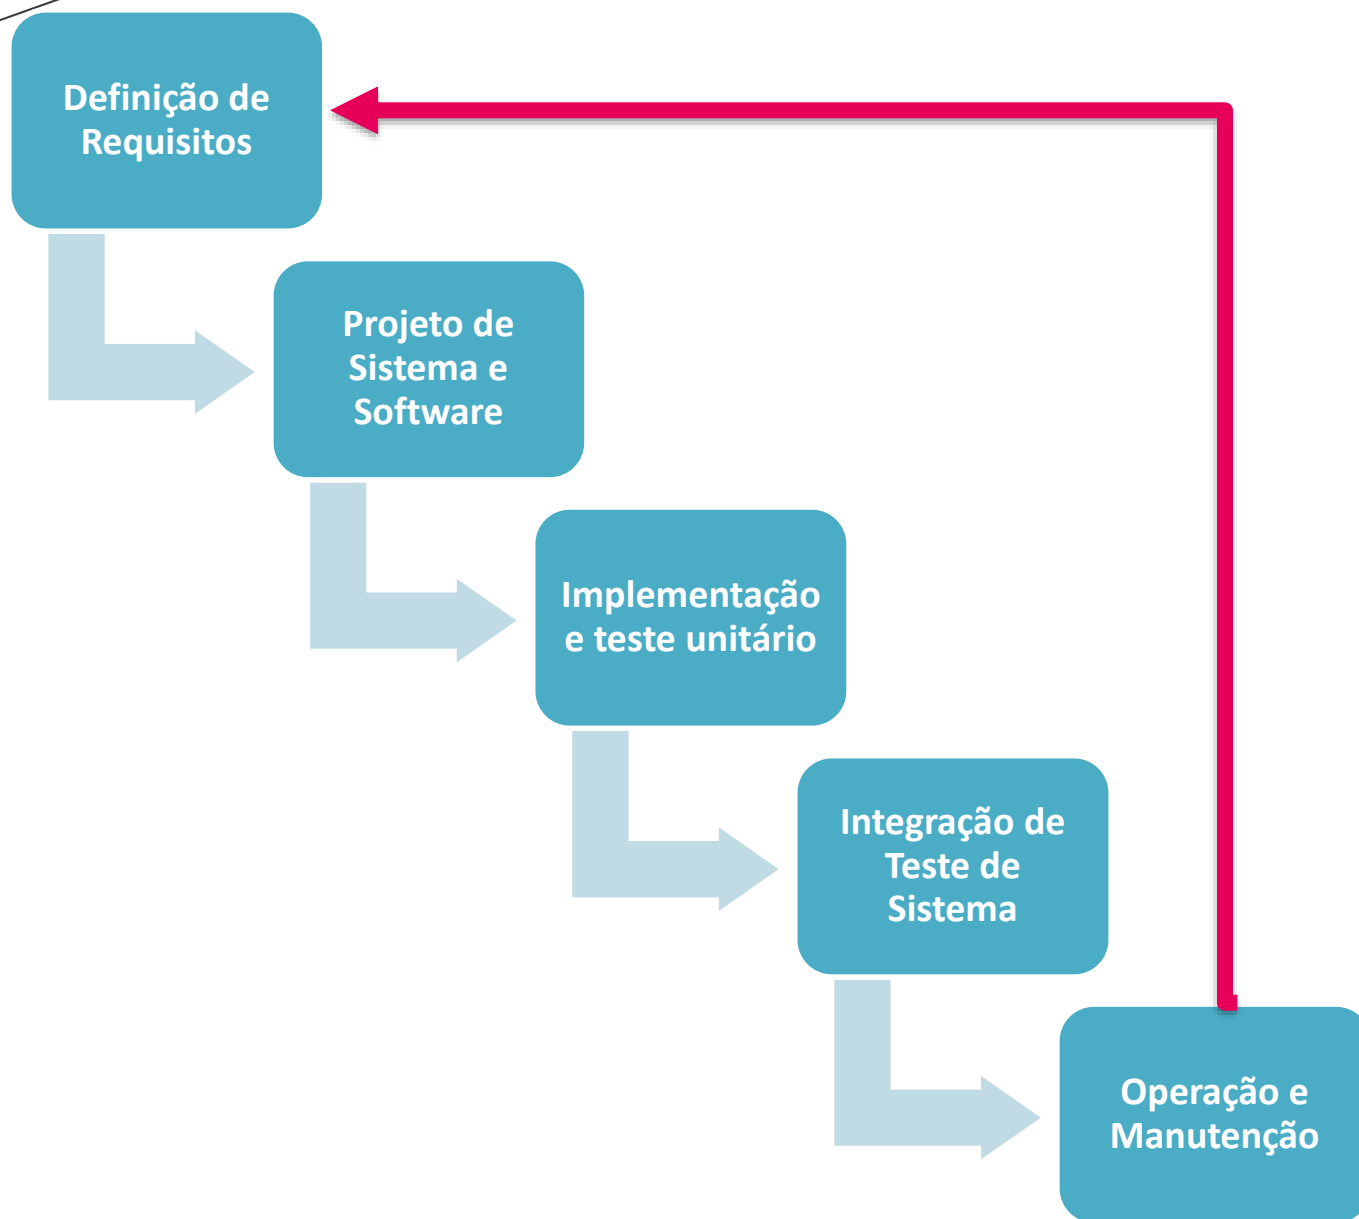 Definição de
Requisitos
Projeto de
Sistema e
Software
Implementação
e teste unitário
Integração de
Teste de
Sistema
Operação e
Manutenção